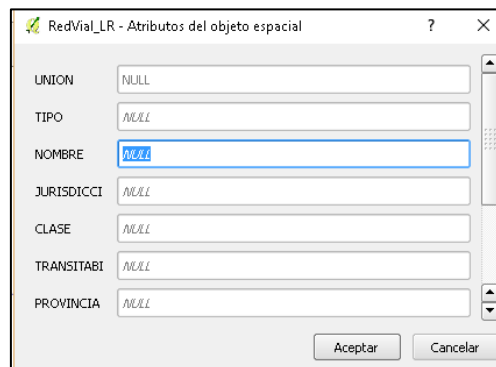 RedVial_LR - Atributos del objeto espacial
UNION NULL
TIPO NULL
NOMBRE NULL
JURISDICCI NULL
CLASE NULL
TRANSITABI NULL
PROVINCIA NULL
Aceptar Cancelar